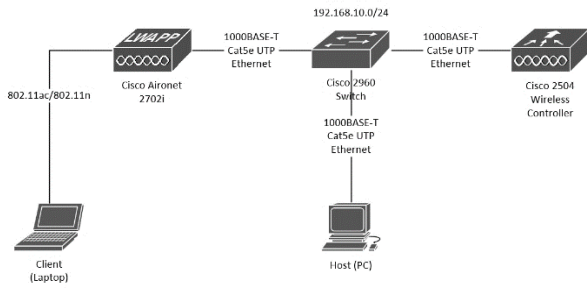 192.168.10.0/24
LWAPP
1000BASE-T
Cat5e UTP
Ethernet
1000BASE-T
Cat5e UTP
Ethernet
Cisco Aironet
2702i
Cisco 2960
Switch
Cisco 2504
Wireless
Controller
802.11ac/802.11n
1000BASE-T
Cat5e UTP
Ethernet
Client
(Laptop)
Host (PC)